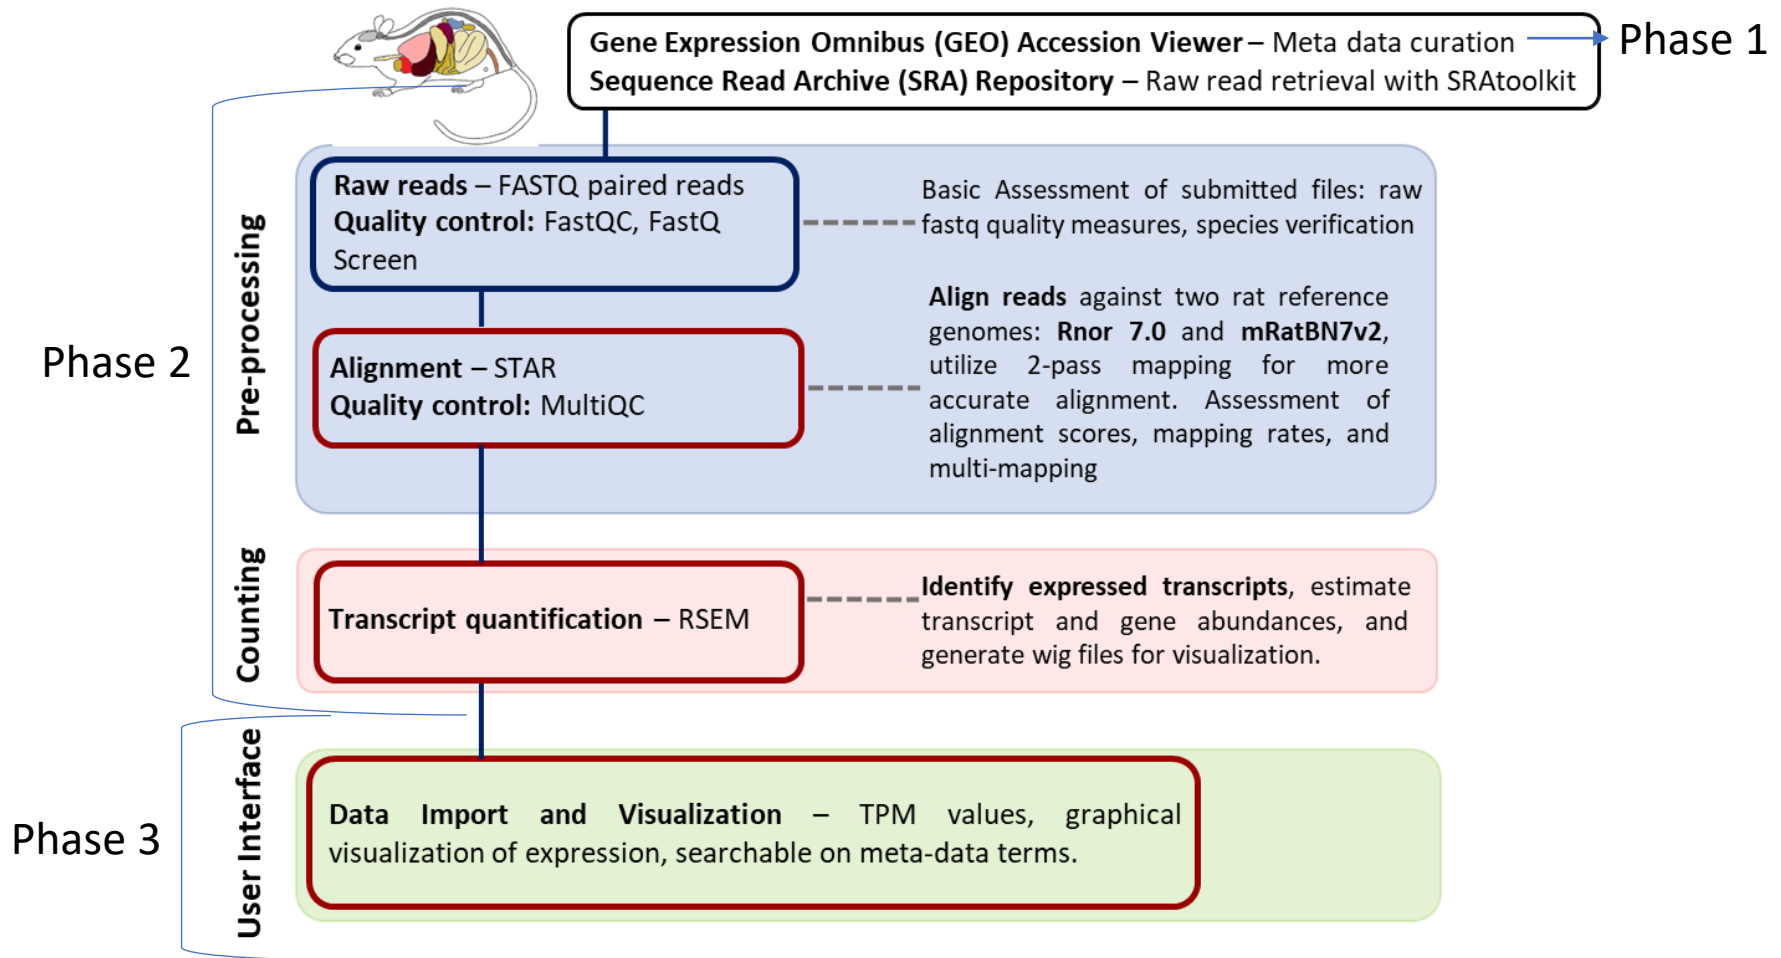 Gene Expression Omnibus (GEO) Accession Viewer – Meta data curation
Sequence Read Archive (SRA) Repository – Raw read retrieval with SRAtoolkit
Phase 1
Phase 2
Pre-processing
Raw reads – FASTQ paired reads
Quality control: FastQC, FastQ
Screen
Basic Assessment of submitted files: raw
fastq quality measures, species verification
Alignment – STAR
Quality control: MultiQC
Align reads against two rat reference
genomes: Rnor 7.0 and mRatBN7v2,
utilize 2-pass mapping for more
accurate alignment. Assessment of
alignment scores, mapping rates, and
multi-mapping
Counting
Transcript quantification – RSEM
Identify expressed transcripts, estimate
transcript and gene abundances, and
generate wig files for visualization.
Phase 3
User Interface
Data Import and Visualization – TPM values, graphical
visualization of expression, searchable on meta-data terms.